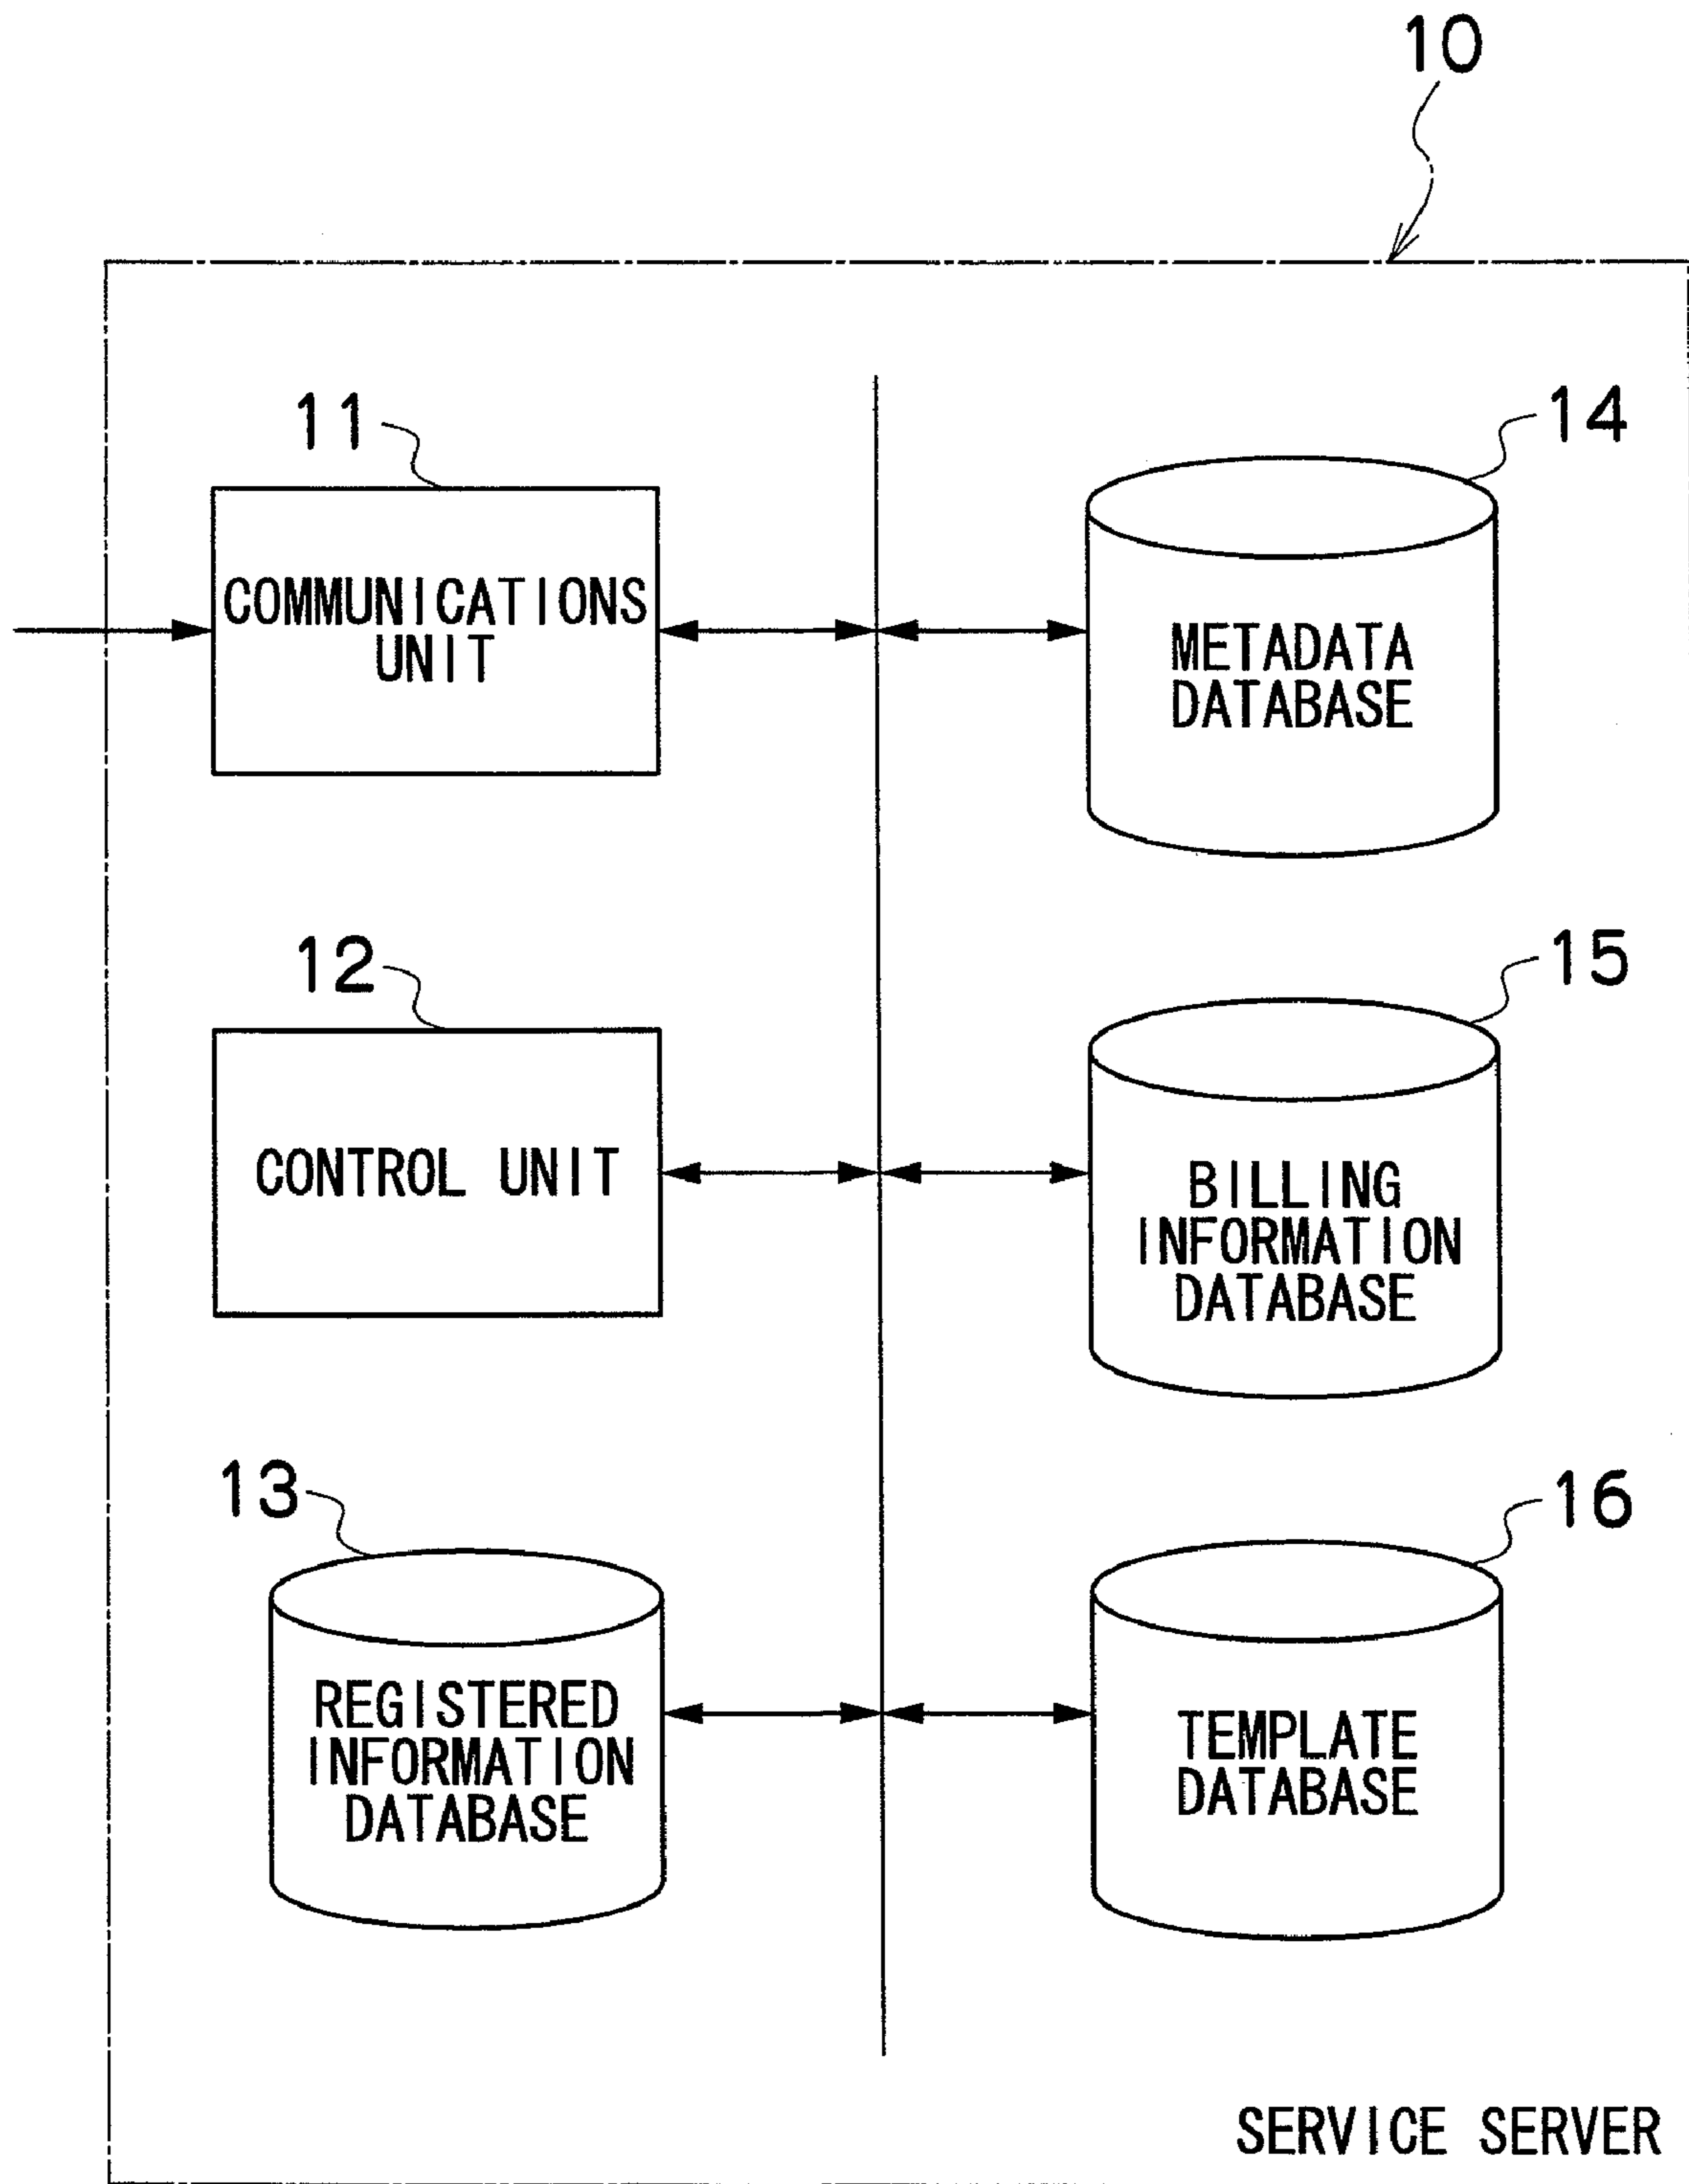 10
11
COMMUNICATIONS
UNIT
14
METADATA
DATABASE
12
CONTROL UNIT
15
BILLING
INFORMATION
DATABASE
13
REGISTERED
INFORMATION
DATABASE
16
TEMPLATE
DATABASE
SERVICE SERVER